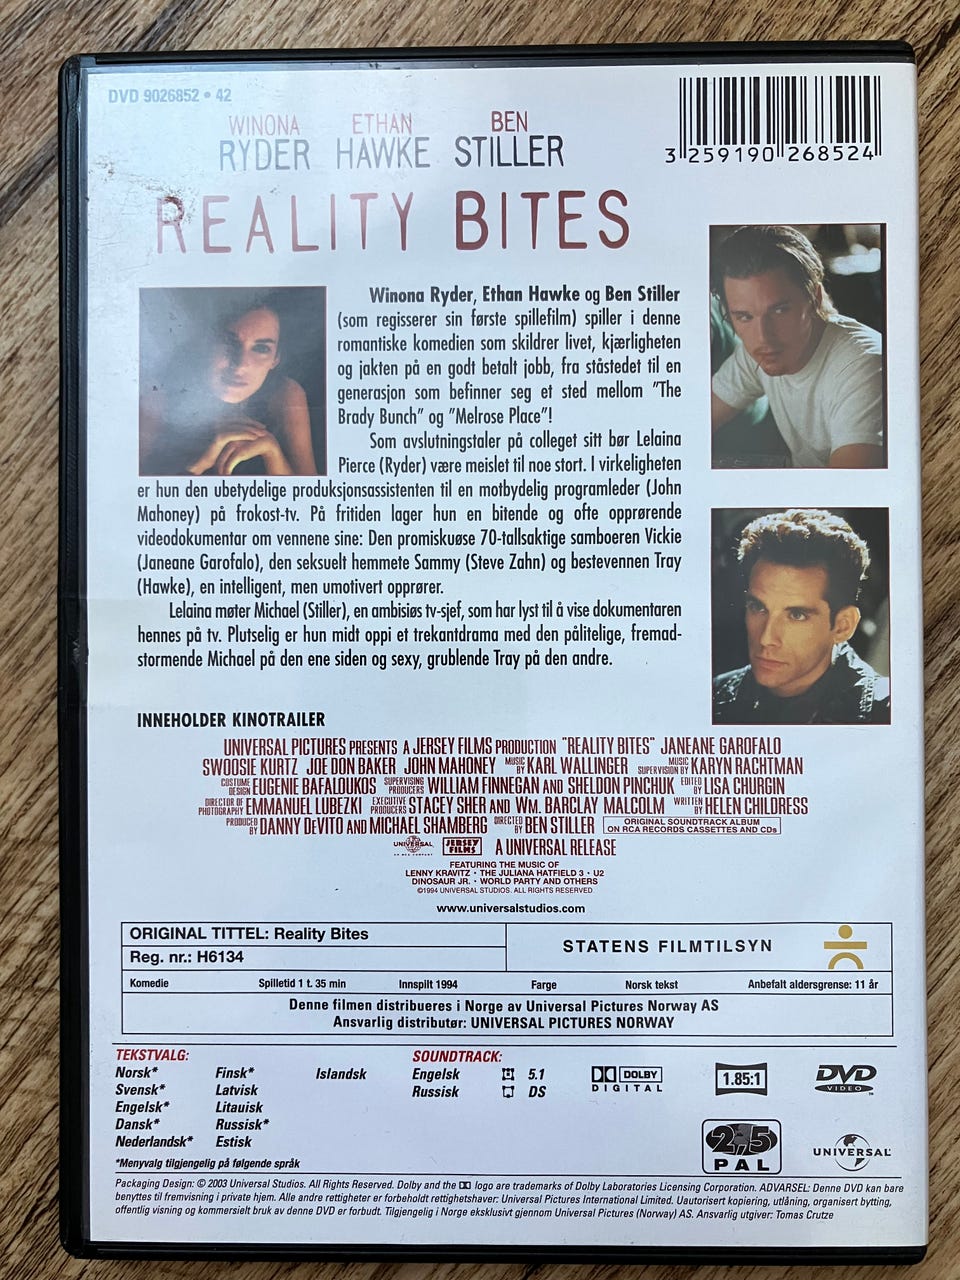 DVD 9026852 • 42
WINONA RYDER ETHAN HAWKE BEN STILLER
3 259190 268524
REALITY BITES
Winona Ryder, Ethan Hawke og Ben Stiller
(som regisserer sin første spillefilm) spiller i denne
romantiske komedien som skildrer livet, kjærligheten
og jakten på en godt betalt jobb, fra ståstedet til en
generasjon som befinner seg et sted mellom ”The
Brady Bunch” og ”Melrose Place”!
Som avslutningstaler på colleget sitt bør Lelaina
Pierce (Ryder) være meislet til noe stort. I virkeligheten
er hun den ubetydelige produksjonsassistenten til en motbydelig programleder (John
Mahoney) på frokost-tv. På fritiden lager hun en bitende og ofte opprørende
videodokumentar om vennene sine: Den promiskuøse 70-tallsaktige samboeren Vickie
(Janeane Garofalo), den seksuelt hemmete Sammy (Steve Zahn) og bestevennen Tray
(Hawke), en intelligent, men umotivert opprører.
Lelaina møter Michael (Stiller), en ambisiøs tv-sjef, som har lyst til å vise dokumentaren
hennes på tv. Plutselig er hun midt oppi et trekantdrama med den pålitelige, fremad-
stormende Michael på den ene siden og sexy, grublende Tray på den andre.
INNEHOLDER KINOTRAILER
UNIVERSAL PICTURES PRESENTS A JERSEY FILMS PRODUCTION "REALITY BITES" JANEANE GAROFALO
SWOOSIE KURTZ JOE DON BAKER JOHN MAHONEY MUSIC BY KARL WALLINGER MUSIC SUPERVISION BY KARYN RACHTMAN
COSTUME DESIGN EUGENIE BAFALOUKOS SUPERVISING PRODUCERS WILLIAM FINNEGAN AND SHELDON PINCHUK EDITED BY LISA CHURGIN
DIRECTOR OF PHOTOGRAPHY EMMANUEL LUBEZKI EXECUTIVE PRODUCERS STACEY SHER AND WM. BARCLAY MALCOLM WRITTEN BY HELEN CHILDRESS
PRODUCED BY DANNY DEVITO AND MICHAEL SHAMBERG DIRECTED BY BEN STILLER ORIGINAL SOUNDTRACK ALBUM ON RCA RECORDS CASSETTES AND CDs
UNIVERSAL JERSEY FILMS A UNIVERSAL RELEASE
FEATURING THE MUSIC OF
LENNY KRAVITZ • THE JULIANA HATFIELD 3 • U2
DINOSAUR JR. • WORLD PARTY AND OTHERS
©1994 UNIVERSAL STUDIOS. ALL RIGHTS RESERVED.
www.universalstudios.com
ORIGINAL TITTEL: Reality Bites
Reg. nr.: H6134
STATENS FILMTILSYN
Komedie Spilletid 1 t. 35 min Innspilt 1994 Farge Norsk tekst Anbefalt aldersgrense: 11 år
Denne filmen distribueres i Norge av Universal Pictures Norway AS
Ansvarlig distributør: UNIVERSAL PICTURES NORWAY
TEKSTVALG:
Norsk* Finsk* Islandsk
Svensk* Latvisk
Engelsk* Litauisk
Dansk* Russisk*
Nederlandsk* Estisk
*Menyvalg tilgjengelig på følgende språk
SOUNDTRACK:
Engelsk 5.1
Russisk DS
DOLBY
DIGITAL
1.85:1
DVD
VIDEO
2,5
PAL
UNIVERSAL
Packaging Design: © 2003 Universal Studios. All Rights Reserved. Dolby and the logo are trademarks of Dolby Laboratories Licensing Corporation. ADVARSEL: Denne DVD kan bare
benyttes til fremvisning i private hjem. Alle andre rettigheter er forbeholdt rettighetshaver: Universal Pictures International Limited. Uautorisert kopiering, utlåning, organisert bytting,
offentlig visning og kommersielt bruk av denne DVD er forbudt. Tilgjengelig i Norge eksklusivt gjennom Universal Pictures (Norway) AS. Ansvarlig utgiver: Tomas Crutze